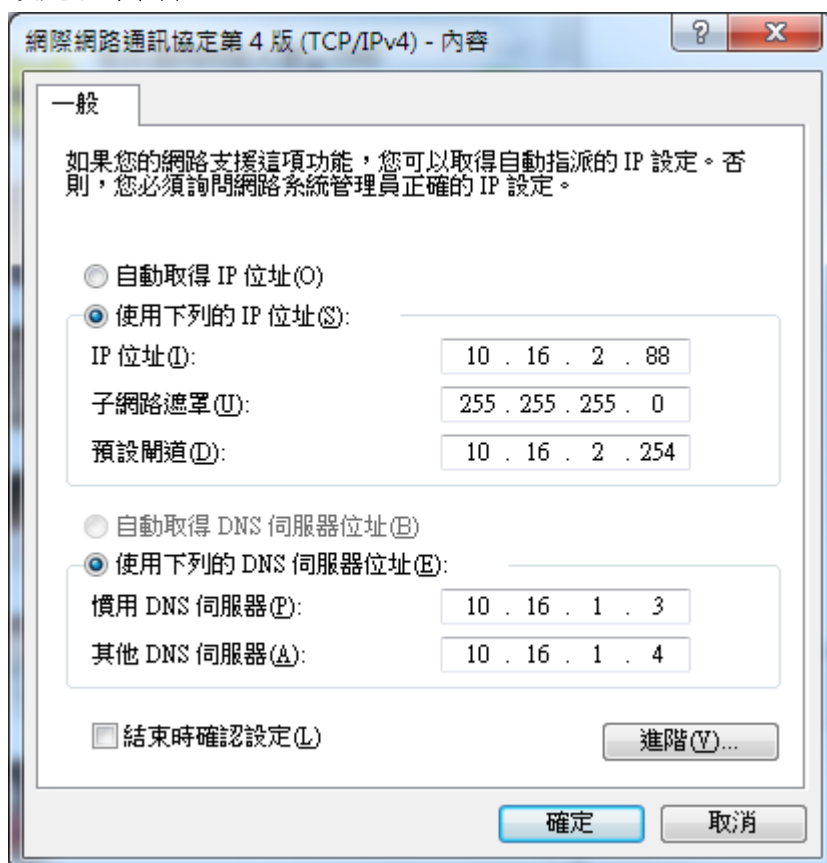 網際網路通訊協定第 4 版 (TCP/IPv4) - 內容
一般
如果您的網路支援這項功能，您可以取得自動指派的 IP 設定。否
則，您必須詢問網路系統管理員正確的 IP 設定。
自動取得 IP 位址(O)
使用下列的 IP 位址(S):
IP 位址(I): 10 . 16 . 2 . 88
子網路遮罩(U): 255 . 255 . 255 . 0
預設閘道(D): 10 . 16 . 2 . 254
自動取得 DNS 伺服器位址(B)
使用下列的 DNS 伺服器位址(E):
慣用 DNS 伺服器(P): 10 . 16 . 1 . 3
其他 DNS 伺服器(A): 10 . 16 . 1 . 4
結束時確認設定(L)
進階(V)...
確定 取消